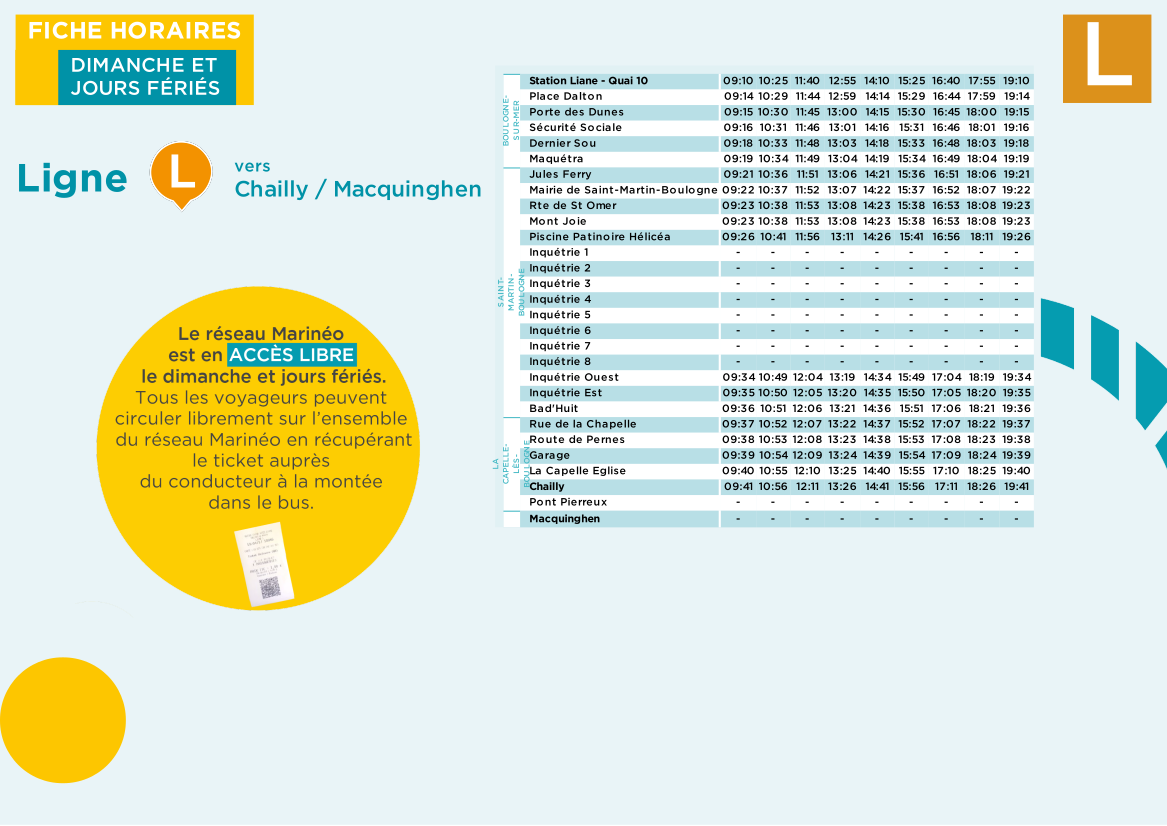 FICHE HORAIRES
DIMANCHE ET
JOURS FÉRIÉS
L
Ligne L vers
Chailly / Macquinghen
Le réseau Marinéo
est en ACCÈS LIBRE
le dimanche et jours fériés.
Tous les voyageurs peuvent
circuler librement sur l'ensemble
du réseau Marinéo en récupérant
le ticket auprès
du conducteur à la montée
dans le bus.
BOULOGNE-
SUR-MER
Station Liane - Quai 10 09:10 10:25 11:40 12:55 14:10 15:25 16:40 17:55 19:10
Place Dalton 09:14 10:29 11:44 12:59 14:14 15:29 16:44 17:59 19:14
Porte des Dunes 09:15 10:30 11:45 13:00 14:15 15:30 16:45 18:00 19:15
Sécurité Sociale 09:16 10:31 11:46 13:01 14:16 15:31 16:46 18:01 19:16
Dernier Sou 09:18 10:33 11:48 13:03 14:18 15:33 16:48 18:03 19:18
Maquétra 09:19 10:34 11:49 13:04 14:19 15:34 16:49 18:04 19:19
SAINT-
MARTIN-
BOULOGNE
Jules Ferry 09:21 10:36 11:51 13:06 14:21 15:36 16:51 18:06 19:21
Mairie de Saint-Martin-Boulogne 09:22 10:37 11:52 13:07 14:22 15:37 16:52 18:07 19:22
Rte de St Omer 09:23 10:38 11:53 13:08 14:23 15:38 16:53 18:08 19:23
Mont Joie 09:23 10:38 11:53 13:08 14:23 15:38 16:53 18:08 19:23
Piscine Patinoire Hélicéa 09:26 10:41 11:56 13:11 14:26 15:41 16:56 18:11 19:26
Inquétrie 1 - - - - - - - - -
Inquétrie 2 - - - - - - - - -
Inquétrie 3 - - - - - - - - -
Inquétrie 4 - - - - - - - - -
Inquétrie 5 - - - - - - - - -
Inquétrie 6 - - - - - - - - -
Inquétrie 7 - - - - - - - - -
Inquétrie 8 - - - - - - - - -
Inquétrie Ouest 09:34 10:49 12:04 13:19 14:34 15:49 17:04 18:19 19:34
Inquétrie Est 09:35 10:50 12:05 13:20 14:35 15:50 17:05 18:20 19:35
Bad'Huit 09:36 10:51 12:06 13:21 14:36 15:51 17:06 18:21 19:36
LA
CAPELLE-
LÈS-
BOULOGNE
Rue de la Chapelle 09:37 10:52 12:07 13:22 14:37 15:52 17:07 18:22 19:37
Route de Pernes 09:38 10:53 12:08 13:23 14:38 15:53 17:08 18:23 19:38
Garage 09:39 10:54 12:09 13:24 14:39 15:54 17:09 18:24 19:39
La Capelle Eglise 09:40 10:55 12:10 13:25 14:40 15:55 17:10 18:25 19:40
Chailly 09:41 10:56 12:11 13:26 14:41 15:56 17:11 18:26 19:41
Pont Pierreux - - - - - - - - -
Macquinghen - - - - - - - - -